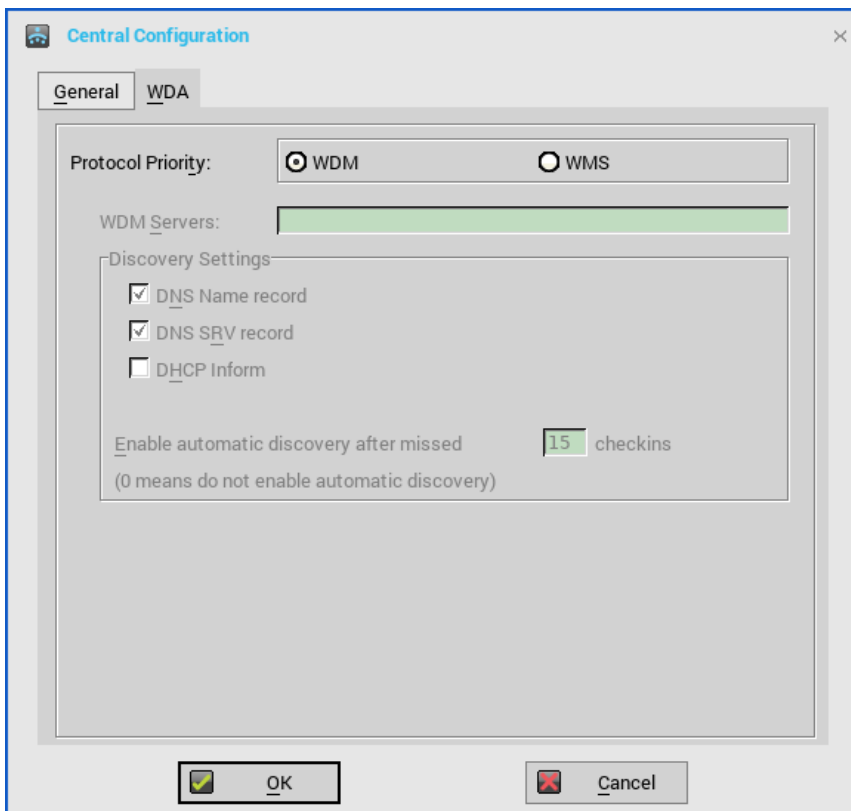 Central Configuration
General WDA
Protocol Priority: WDM WMS
WDM Servers:
Discovery Settings
DNS Name record
DNS SRV record
DHCP Inform
Enable automatic discovery after missed 15 checkins
(0 means do not enable automatic discovery)
OK Cancel